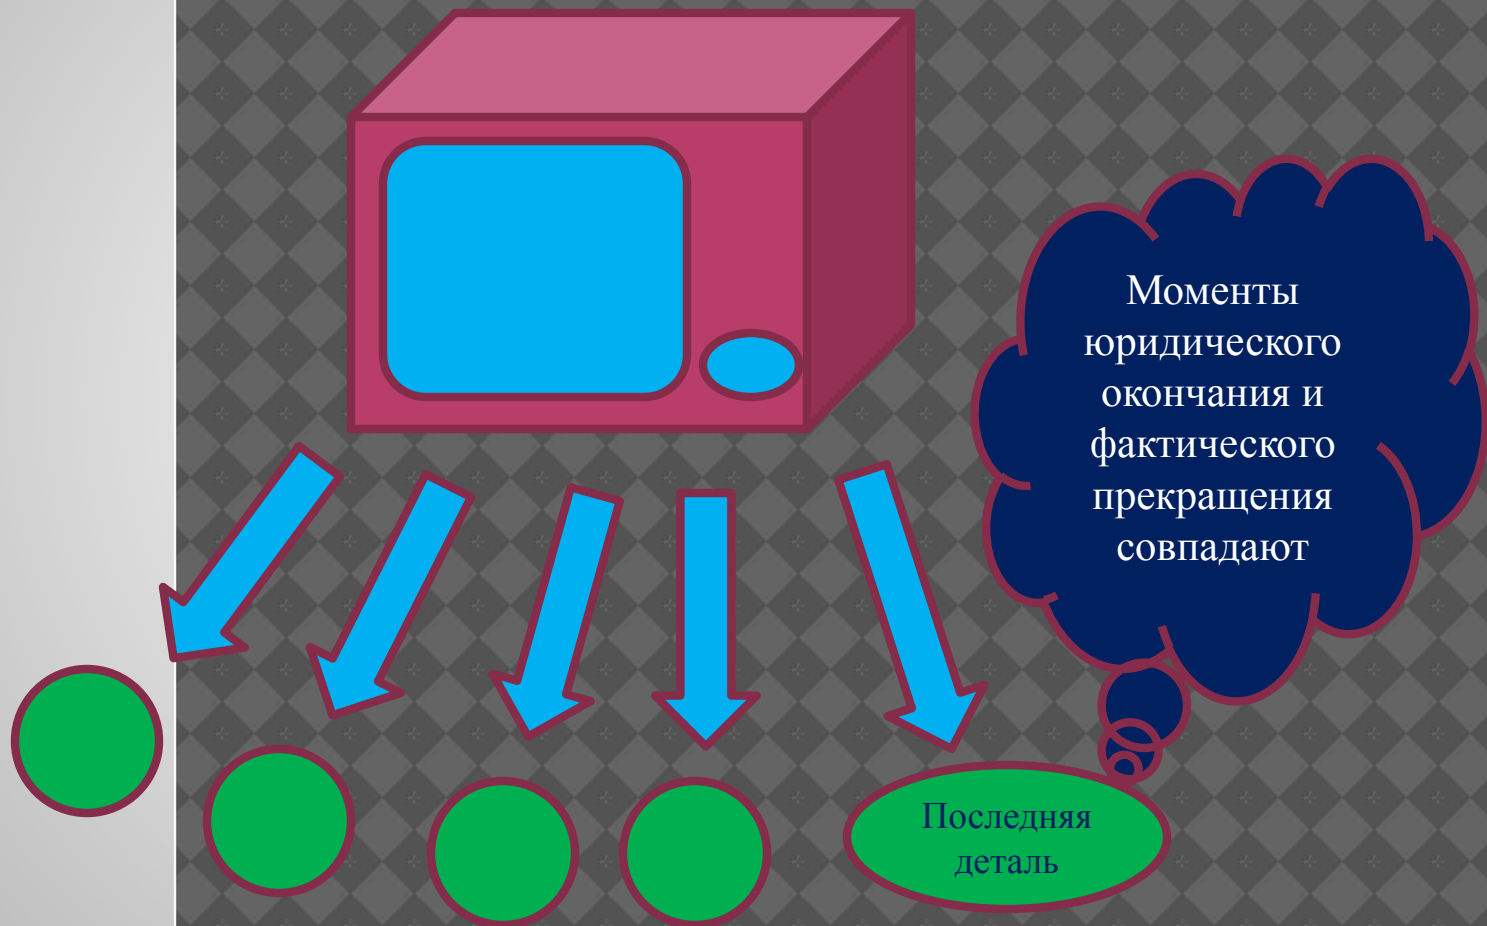 Моменты
юридического
окончания и
фактического
прекращения
совпадают
Последняя
деталь